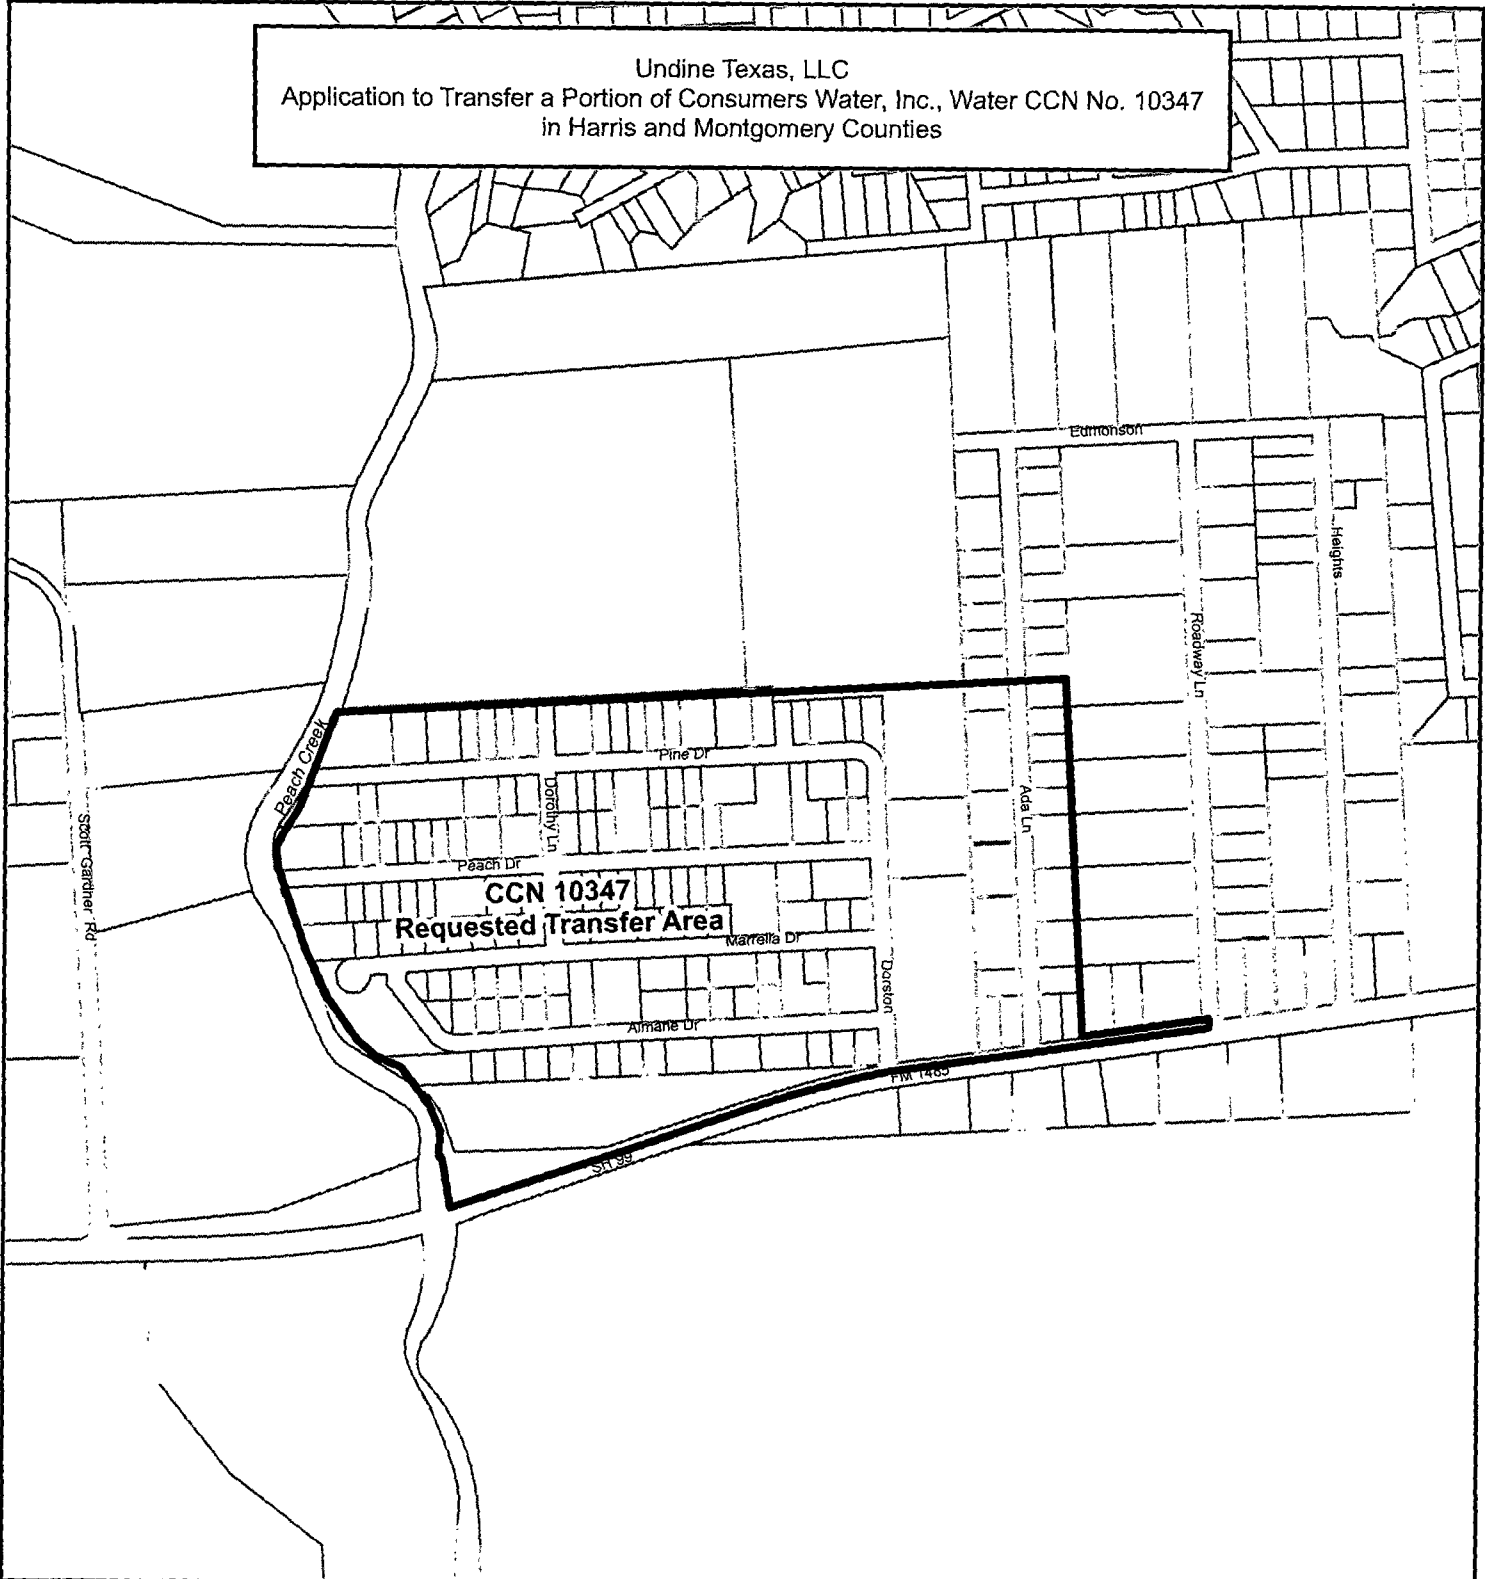 Undine Texas, LLC
Application to Transfer a Portion of Consumers Water, Inc., Water CCN No. 10347
in Harris and Montgomery Counties
Edmonson
Heights
Roadway Ln
Peach Creek
Pine Dr
Dorothy Ln
Ada Ln
Scott Gardner Rd
Peach Dr
CCN 10347
Requested Transfer Area
Marrella Dr
Dorston
Almarie Dr
FM 1485
SH 99